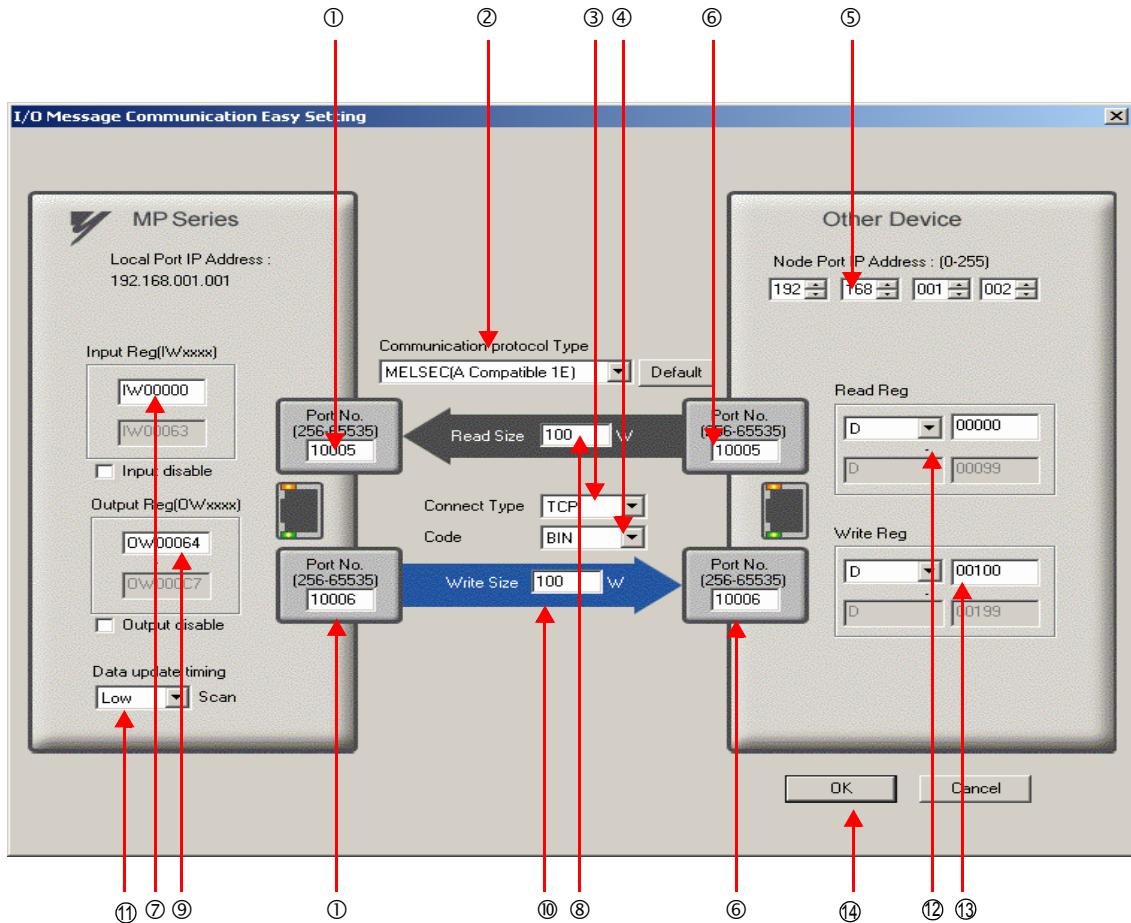 ① ② ③ ④ ⑥ ⑤
I/O Message Communication Easy Setting
MP Series
Local Port IP Address :
192.168.001.001
Input Reg(IWxxxx)
IW00000
IW00063
Input disable
Output Reg(OWxxxx)
OW00064
OW000C7
Output disable
Data update timing
Low Scan
Communication protocol Type
MELSEC(A Compatible 1E) Default
Port No.
(256-65535)
10005
Read Size 100 W
Port No.
(256-65535)
10005
Connect Type TCP
Code BIN
Port No.
(256-65535)
10006
Write Size 100 W
Port No.
(256-65535)
10006
Other Device
Node Port IP Address : (0-255)
192 168 001 002
Read Reg
D 00000
-
D 00099
Write Reg
D 00100
-
D 00199
OK Cancel
⑪ ⑦ ⑨ ① ⑩ ⑧ ⑥ ⑭ ⑫ ⑬